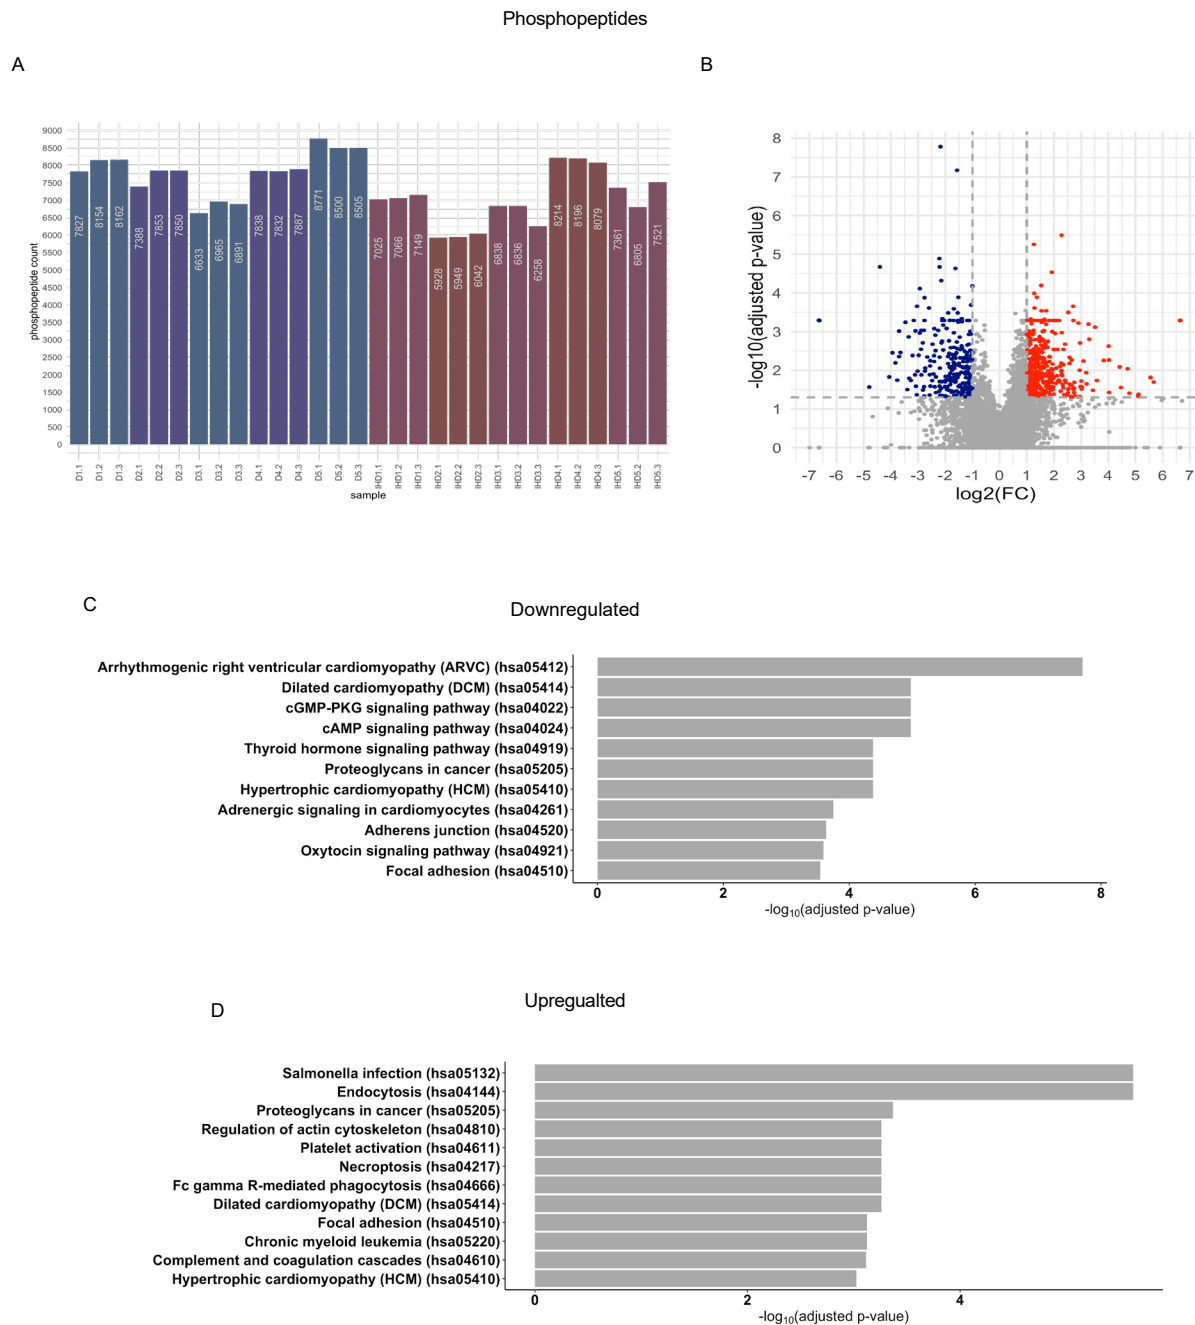 Phosphopeptides
A
B
phosphopeptide count
9000
8500
8000
7500
7000
6500
6000
5500
5000
4500
4000
3500
3000
2500
2000
1500
1000
500
0
7827
8154
8162
7388
7853
7850
6633
6965
6891
7838
7832
7887
8771
8500
8505
7025
7066
7149
5928
5949
6042
6838
6836
6258
8214
8196
8079
7361
6805
7521
D1.1 D1.2 D1.3 D2.1 D2.2 D2.3 D3.1 D3.2 D3.3 D4.1 D4.2 D4.3 D5.1 D5.2 D5.3 IHD1.1 IHD1.2 IHD1.3 IHD2.1 IHD2.2 IHD2.3 IHD3.1 IHD3.2 IHD3.3 IHD4.1 IHD4.2 IHD4.3 IHD5.1 IHD5.2 IHD5.3
sample
-log10(adjusted p-value)
8
7
6
5
4
3
2
1
0
-7 -6 -5 -4 -3 -2 -1 0 1 2 3 4 5 6 7
log2(FC)
C
Downregulated
Arrhythmogenic right ventricular cardiomyopathy (ARVC) (hsa05412)
Dilated cardiomyopathy (DCM) (hsa05414)
cGMP-PKG signaling pathway (hsa04022)
cAMP signaling pathway (hsa04024)
Thyroid hormone signaling pathway (hsa04919)
Proteoglycans in cancer (hsa05205)
Hypertrophic cardiomyopathy (HCM) (hsa05410)
Adrenergic signaling in cardiomyocytes (hsa04261)
Adherens junction (hsa04520)
Oxytocin signaling pathway (hsa04921)
Focal adhesion (hsa04510)
0 2 4 6 8
-log10(adjusted p-value)
D
Upregualted
Salmonella infection (hsa05132)
Endocytosis (hsa04144)
Proteoglycans in cancer (hsa05205)
Regulation of actin cytoskeleton (hsa04810)
Platelet activation (hsa04611)
Necroptosis (hsa04217)
Fc gamma R-mediated phagocytosis (hsa04666)
Dilated cardiomyopathy (DCM) (hsa05414)
Focal adhesion (hsa04510)
Chronic myeloid leukemia (hsa05220)
Complement and coagulation cascades (hsa04610)
Hypertrophic cardiomyopathy (HCM) (hsa05410)
0 2 4
-log10(adjusted p-value)